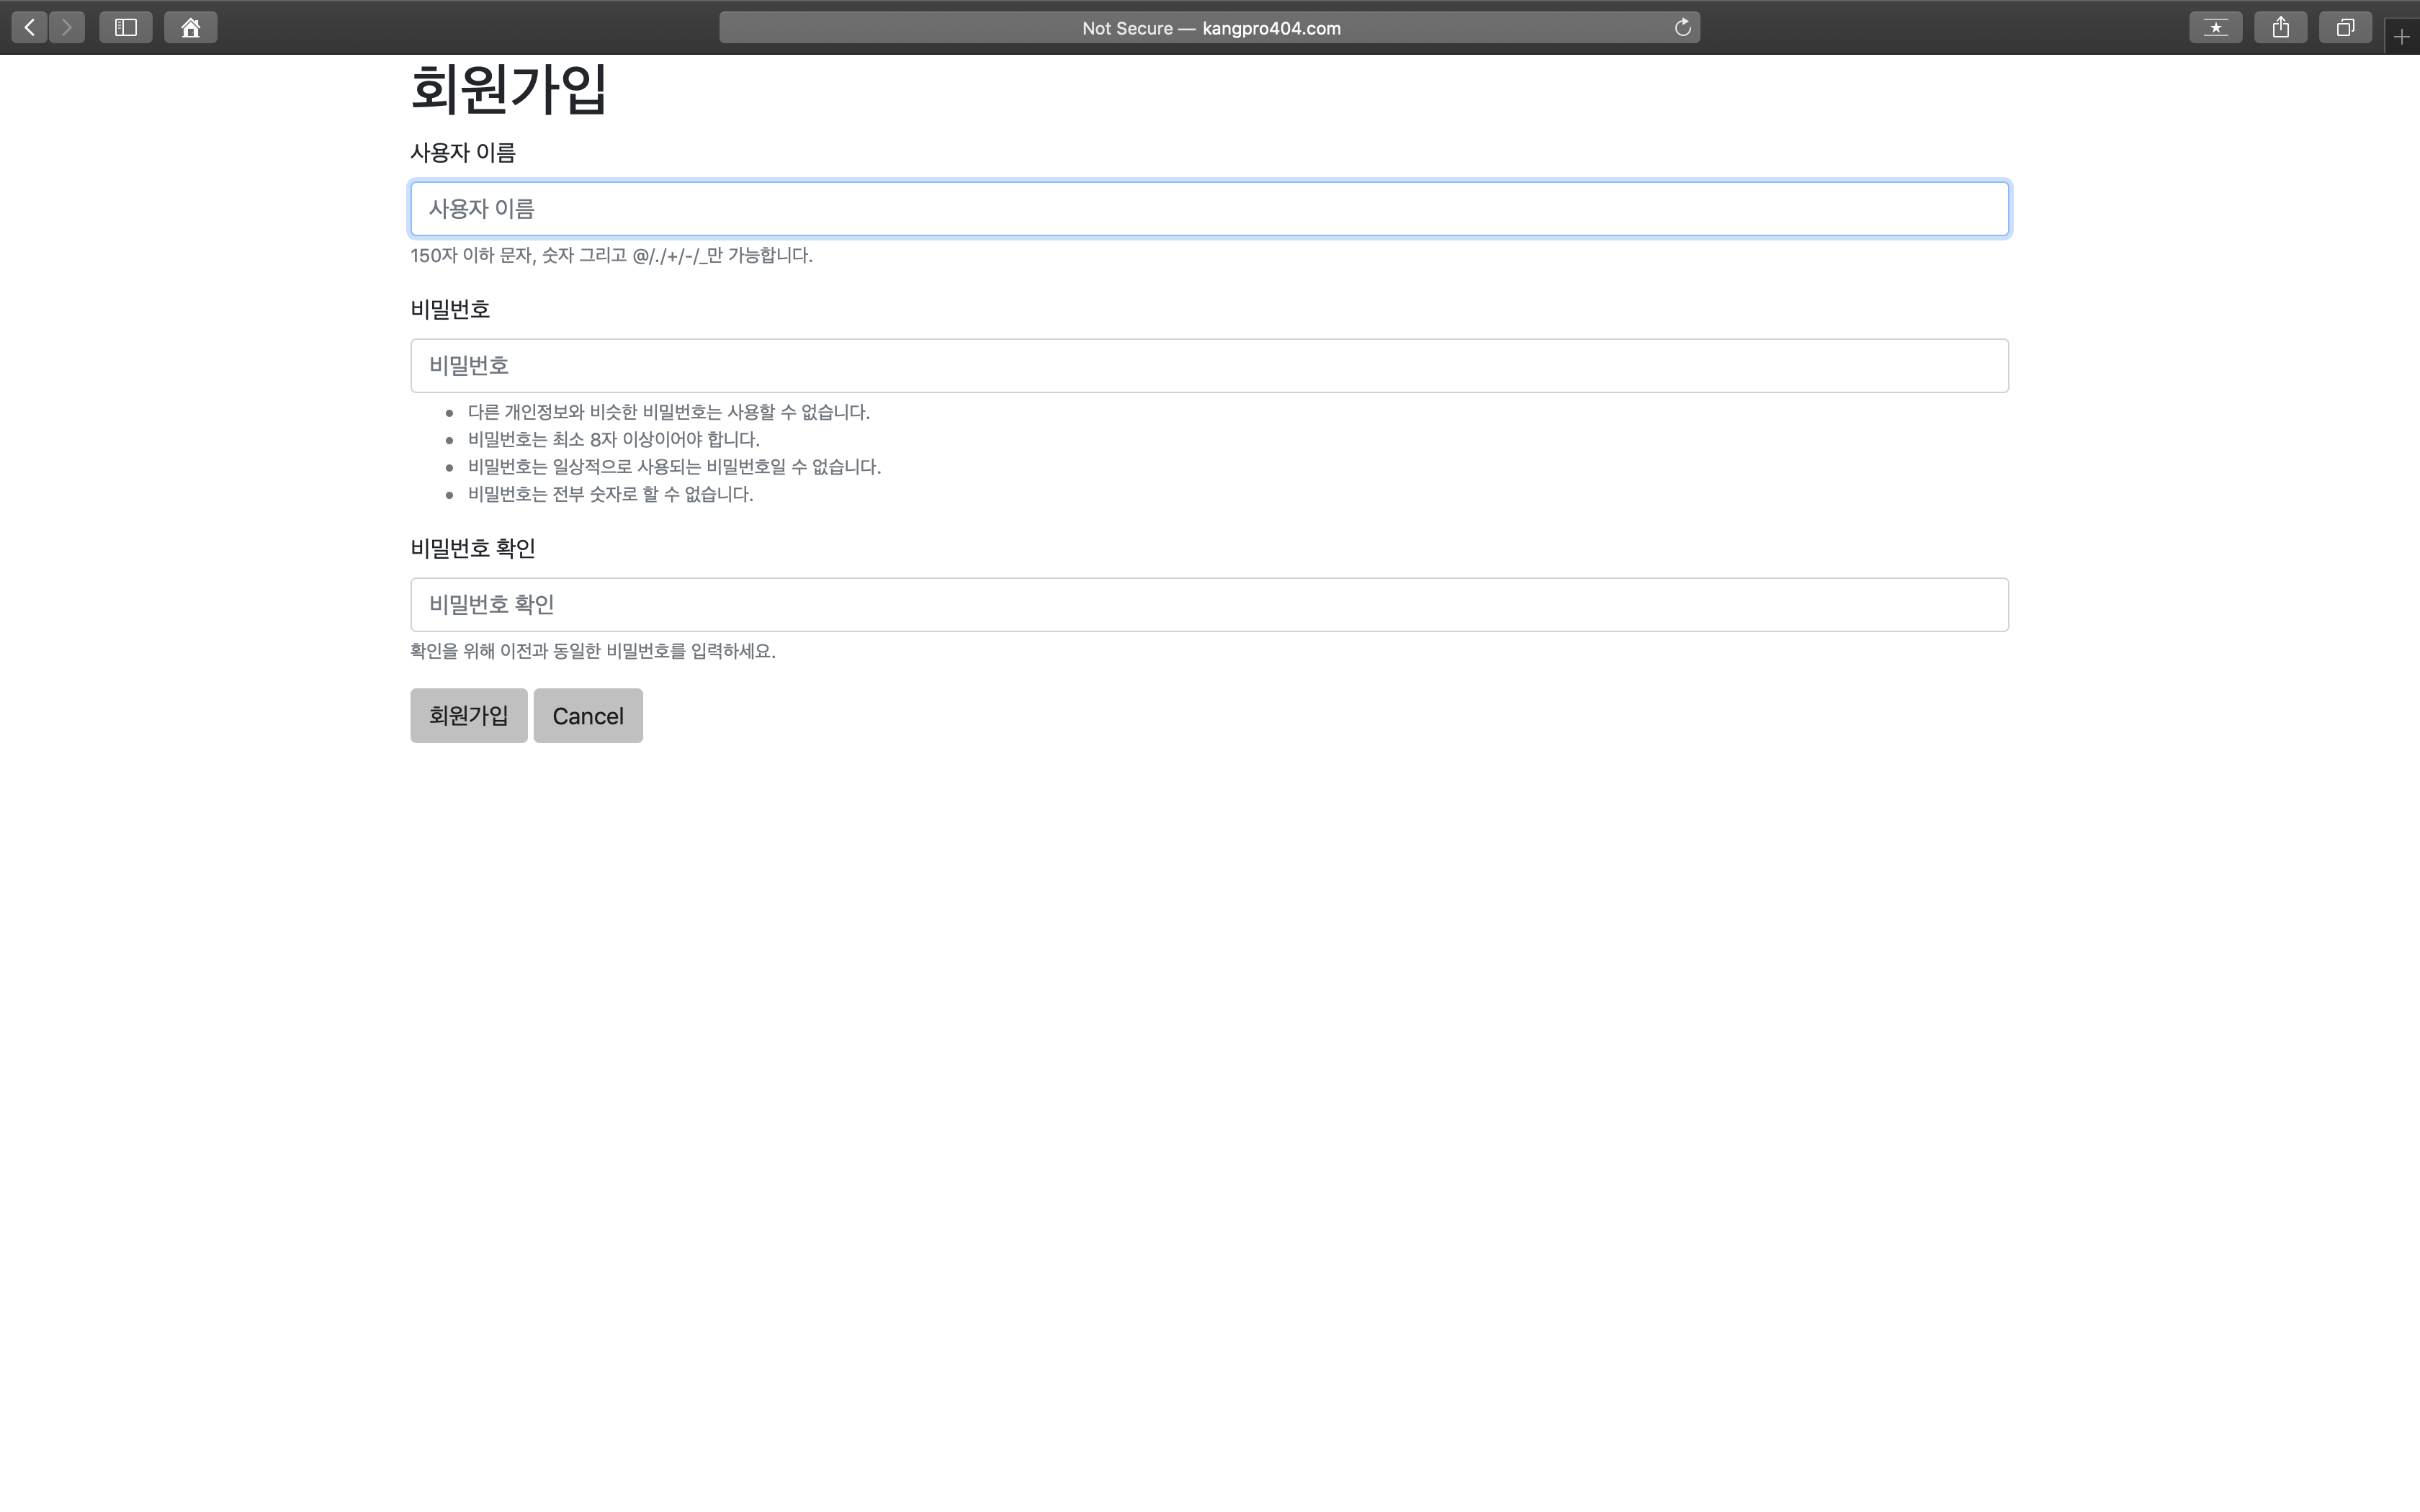 Not Secure — kangpro404.com
회원가입
사용자 이름
사용자 이름
150자 이하 문자, 숫자 그리고 @/./+/-/_만 가능합니다.
비밀번호
비밀번호
다른 개인정보와 비슷한 비밀번호는 사용할 수 없습니다.
비밀번호는 최소 8자 이상이어야 합니다.
비밀번호는 일상적으로 사용되는 비밀번호일 수 없습니다.
비밀번호는 전부 숫자로 할 수 없습니다.
비밀번호 확인
비밀번호 확인
확인을 위해 이전과 동일한 비밀번호를 입력하세요.
회원가입 Cancel